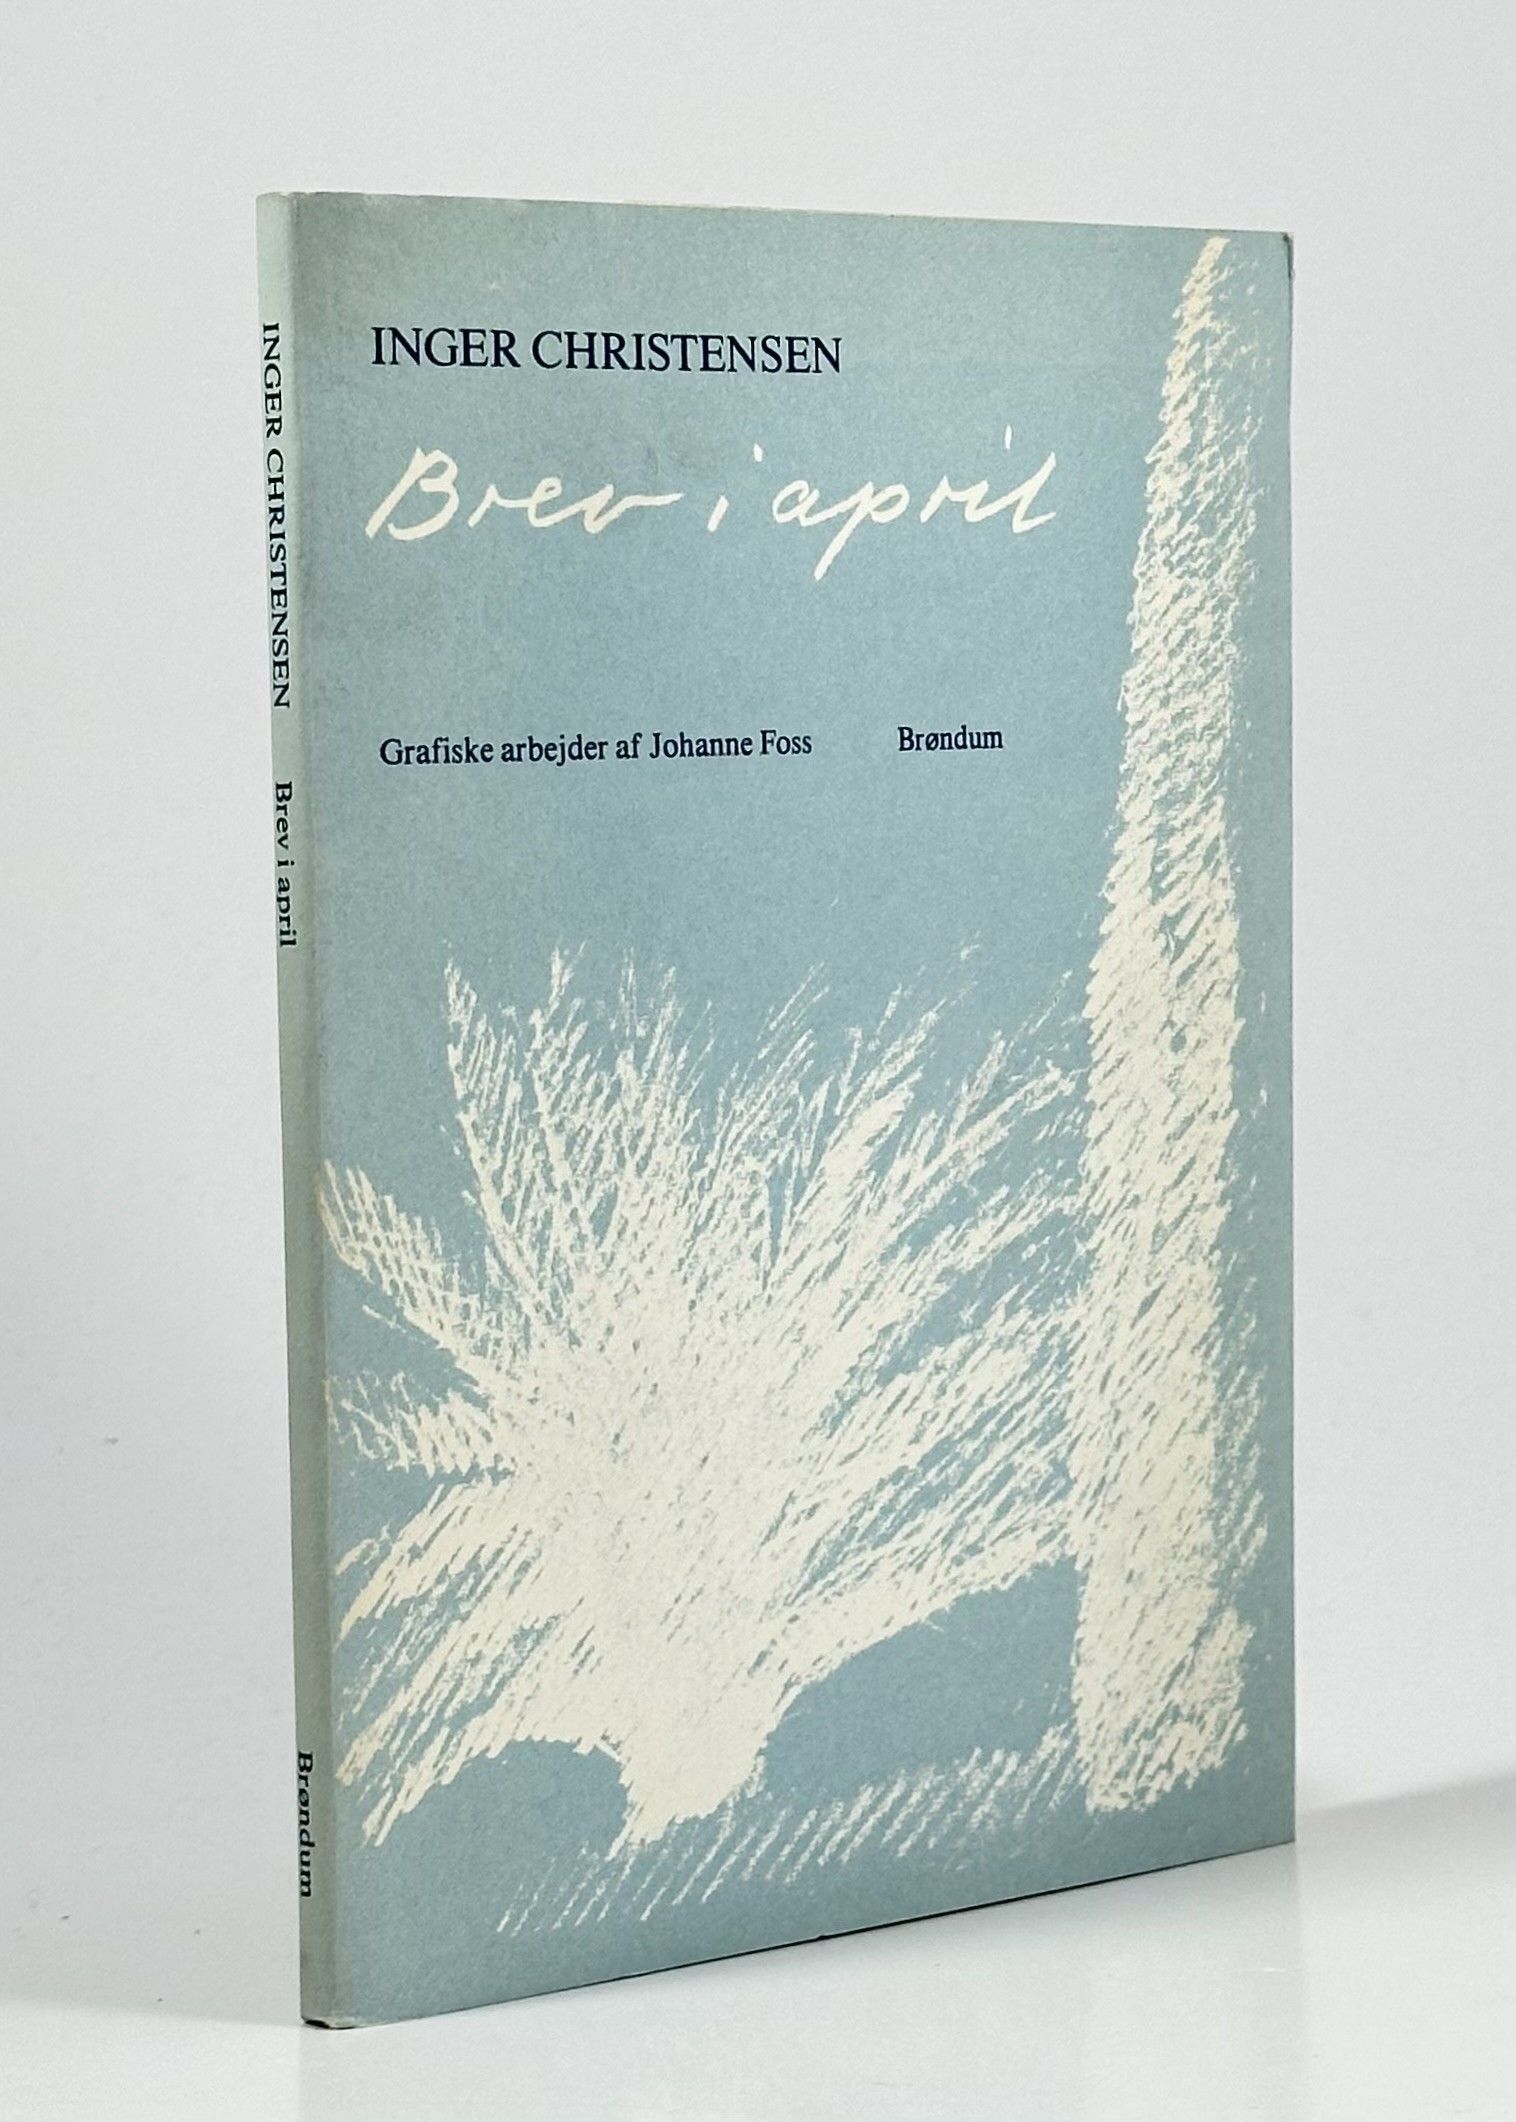 INGER CHRISTENSEN
Brev i april
Grafiske arbejder af Johanne Foss Brøndum
INGER CHRISTENSEN Brev i april Brøndum